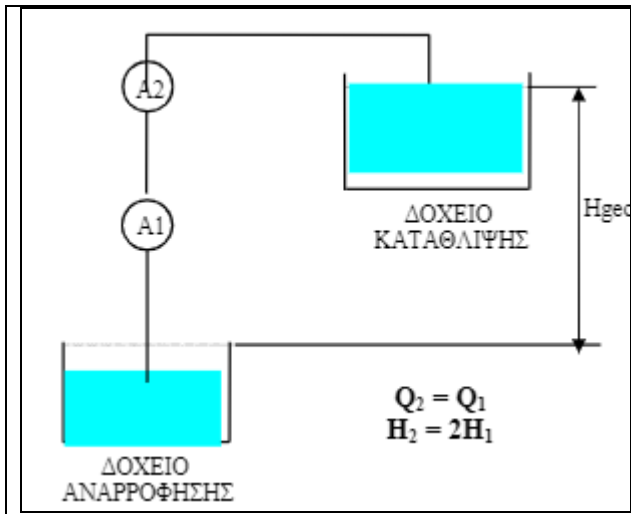 A2
A1
ΔΟΧΕΙΟ
ΚΑΤΑΘΛΙΨΗΣ
Hgeo
Q2 = Q1
H2 = 2H1
ΔΟΧΕΙΟ
ΑΝΑΡΡΟΦΗΣΗΣ